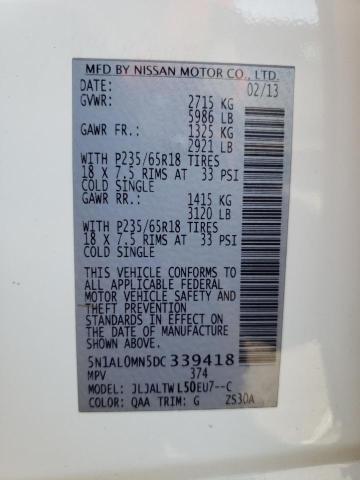 MFD BY NISSAN MOTOR CO., LTD.
DATE: 02/13
GVWR: 2715 KG
5986 LB
GAWR FR.: 1325 KG
2921 LB
WITH P235/65R18 TIRES
18 X 7.5 RIMS AT 33 PSI
COLD SINGLE
GAWR RR.: 1415 KG
3120 LB
WITH P235/65R18 TIRES
18 X 7.5 RIMS AT 33 PSI
COLD SINGLE
THIS VEHICLE CONFORMS TO
ALL APPLICABLE FEDERAL
MOTOR VEHICLE SAFETY AND
THEFT PREVENTION
STANDARDS IN EFFECT ON
THE DATE OF MANUFACTURE
SHOWN ABOVE.
5N1AL0MN5DC339418
MPV 374
MODEL: JLJALTWL50EU7--C
COLOR: QAA TRIM: G ZS30A